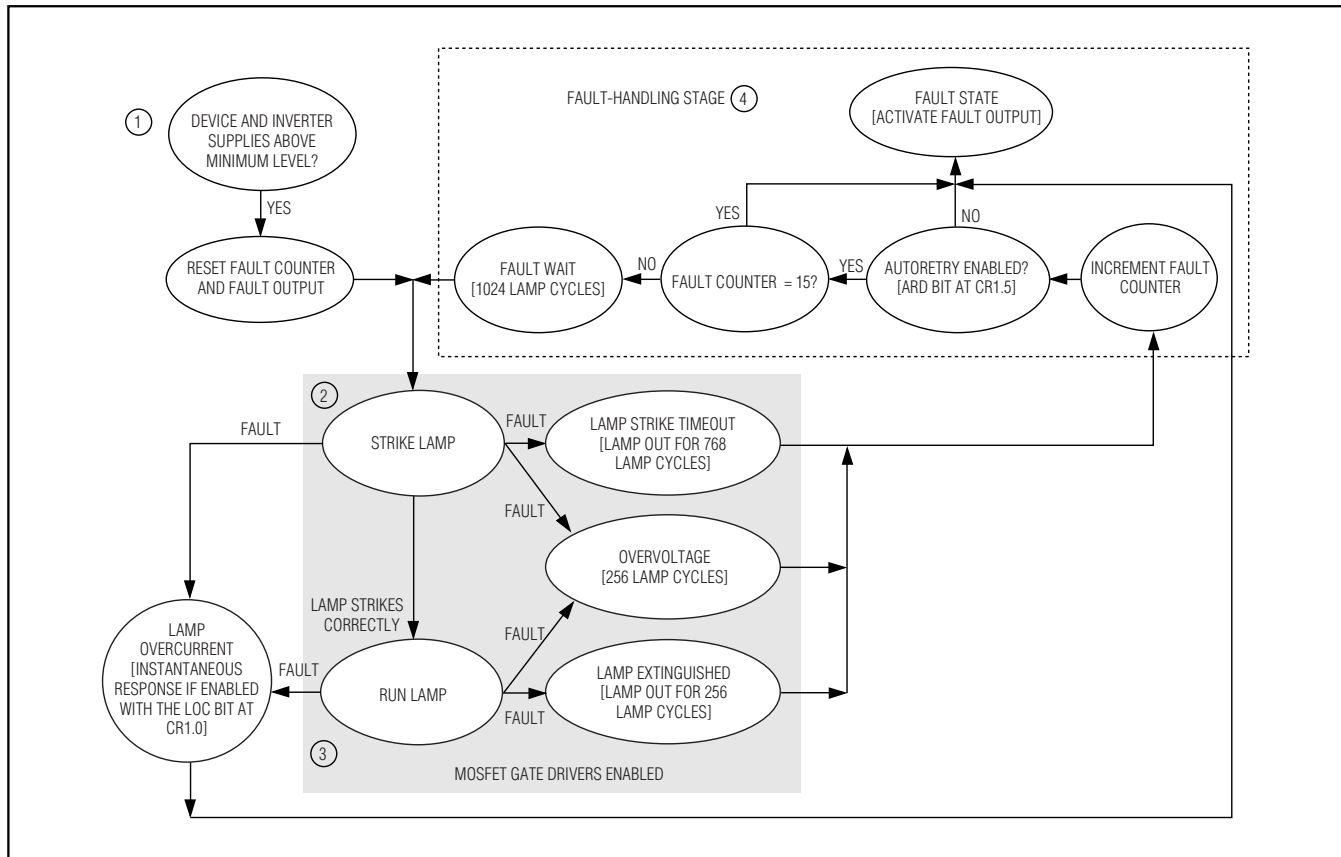 FAULT-HANDLING STAGE 4
FAULT STATE
[ACTIVATE FAULT OUTPUT]
1
DEVICE AND INVERTER
SUPPLIES ABOVE
MINIMUM LEVEL?
YES
RESET FAULT COUNTER
AND FAULT OUTPUT
FAULT WAIT
[1024 LAMP CYCLES]
NO
YES
FAULT COUNTER = 15?
YES
NO
AUTORETRY ENABLED?
[ARD BIT AT CR1.5]
INCREMENT FAULT
COUNTER
2
FAULT
STRIKE LAMP
FAULT
LAMP STRIKE TIMEOUT
[LAMP OUT FOR 768
LAMP CYCLES]
FAULT
OVERVOLTAGE
[256 LAMP CYCLES]
LAMP STRIKES
CORRECTLY
FAULT
LAMP
OVERCURRENT
[INSTANTANEOUS
RESPONSE IF ENABLED
WITH THE LOC BIT AT
CR1.0]
FAULT
RUN LAMP
FAULT
LAMP EXTINGUISHED
[LAMP OUT FOR 256
LAMP CYCLES]
3
MOSFET GATE DRIVERS ENABLED